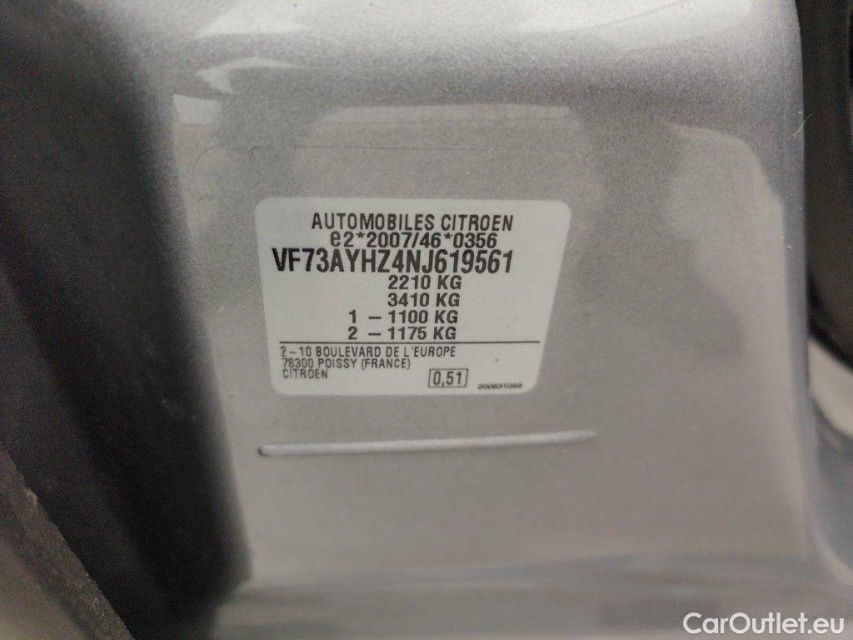 AUTOMOBILES CITROEN
e2*2007/46*0356
VF73AYHZ4NJ619561
2210 KG
3410 KG
1 – 1100 KG
2 – 1175 KG
2–10 BOULEVARD DE L'EUROPE
78300 POISSY (FRANCE)
CITROEN
0,51 200631059
CarOutlet.eu